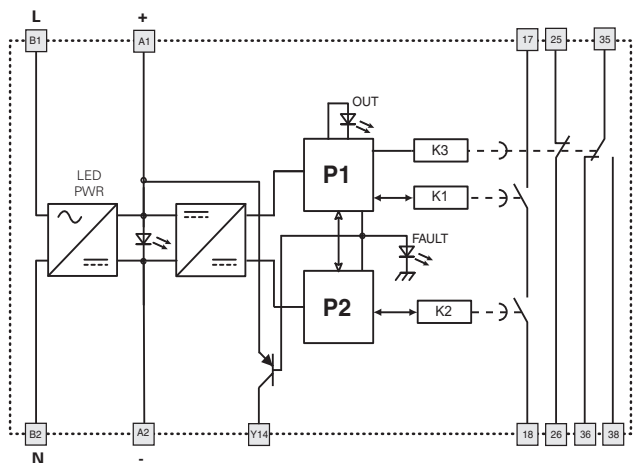 L +
B1 A1 17 25 35
OUT
LED
PWR
P1
K3
K1
FAULT
P2
K2
B2 A2 Y14 18 26 36 38
N -